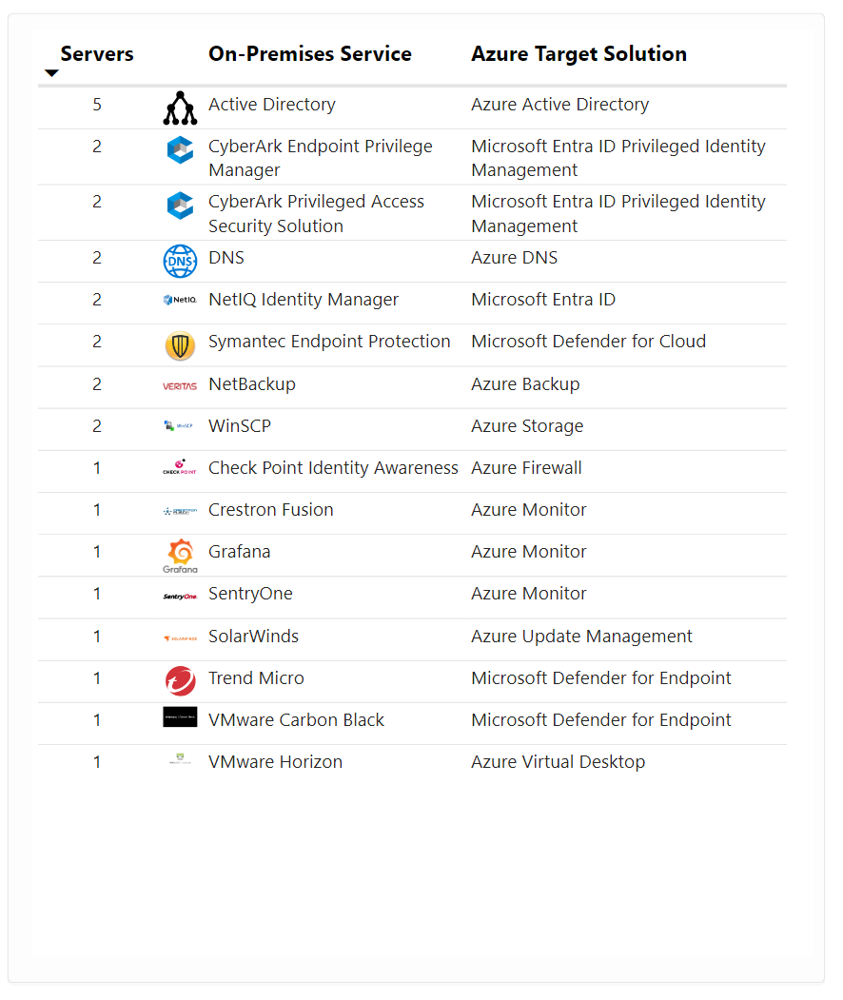 Servers On-Premises Service Azure Target Solution
5 Active Directory Azure Active Directory
2 CyberArk Endpoint Privilege Microsoft Entra ID Privileged Identity
Manager Management
2 CyberArk Privileged Access Microsoft Entra ID Privileged Identity
Security Solution Management
2 DNS DNS Azure DNS
2 NetIQ NetIQ Identity Manager Microsoft Entra ID
2 Symantec Endpoint Protection Microsoft Defender for Cloud
2 VERITAS NetBackup Azure Backup
2 WinSCP WinSCP Azure Storage
1 CHECK POINT Check Point Identity Awareness Azure Firewall
1 Crestron Fusion Azure Monitor
1 Grafana Grafana Azure Monitor
1 SentryOne SentryOne Azure Monitor
1 SOLARWINDS SolarWinds Azure Update Management
1 Trend Micro Microsoft Defender for Endpoint
1 VMware Carbon Black Microsoft Defender for Endpoint
1 VMware Horizon Azure Virtual Desktop